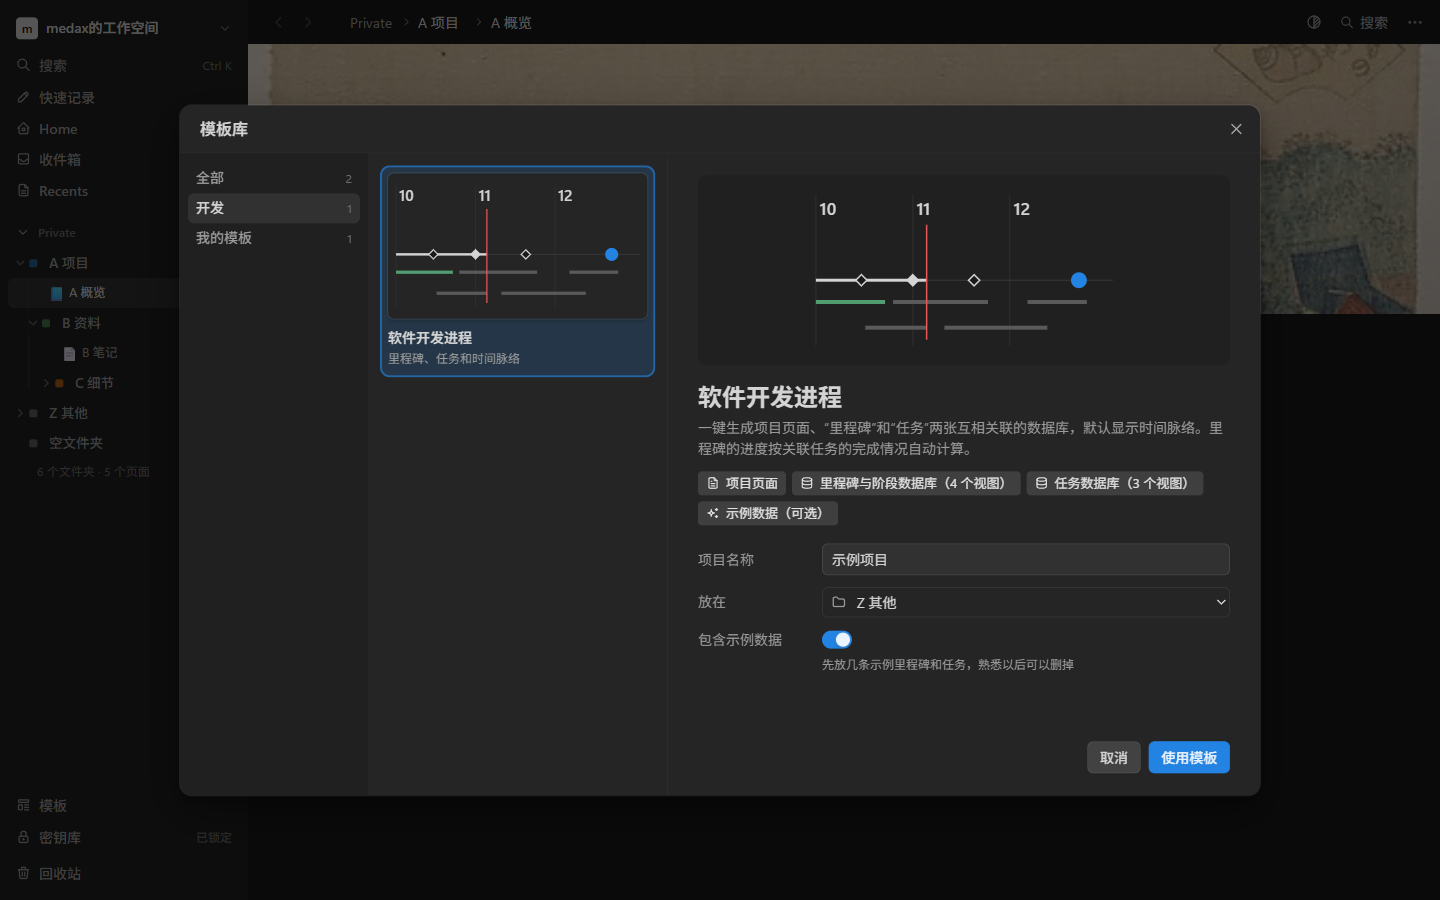 m medax的工作空间
搜索 Ctrl K
快速记录
Home
收件箱
Recents
Private
A 项目
A 概览
B 资料
B 笔记
C 细节
Z 其他
空文件夹
6 个文件夹 · 5 个页面
模板
密钥库 已锁定
回收站
Private A 项目 A 概览
搜索
模板库
全部 2
开发 1
我的模板 1
10 11 12
软件开发进程
里程碑、任务和时间脉络
10 11 12
软件开发进程
一键生成项目页面、“里程碑”和“任务”两张互相关联的数据库，默认显示时间脉络。里
程碑的进度按关联任务的完成情况自动计算。
项目页面 里程碑与阶段数据库（4 个视图） 任务数据库（3 个视图）
示例数据（可选）
项目名称 示例项目
放在 Z 其他
包含示例数据
先放几条示例里程碑和任务，熟悉以后可以删掉
取消 使用模板